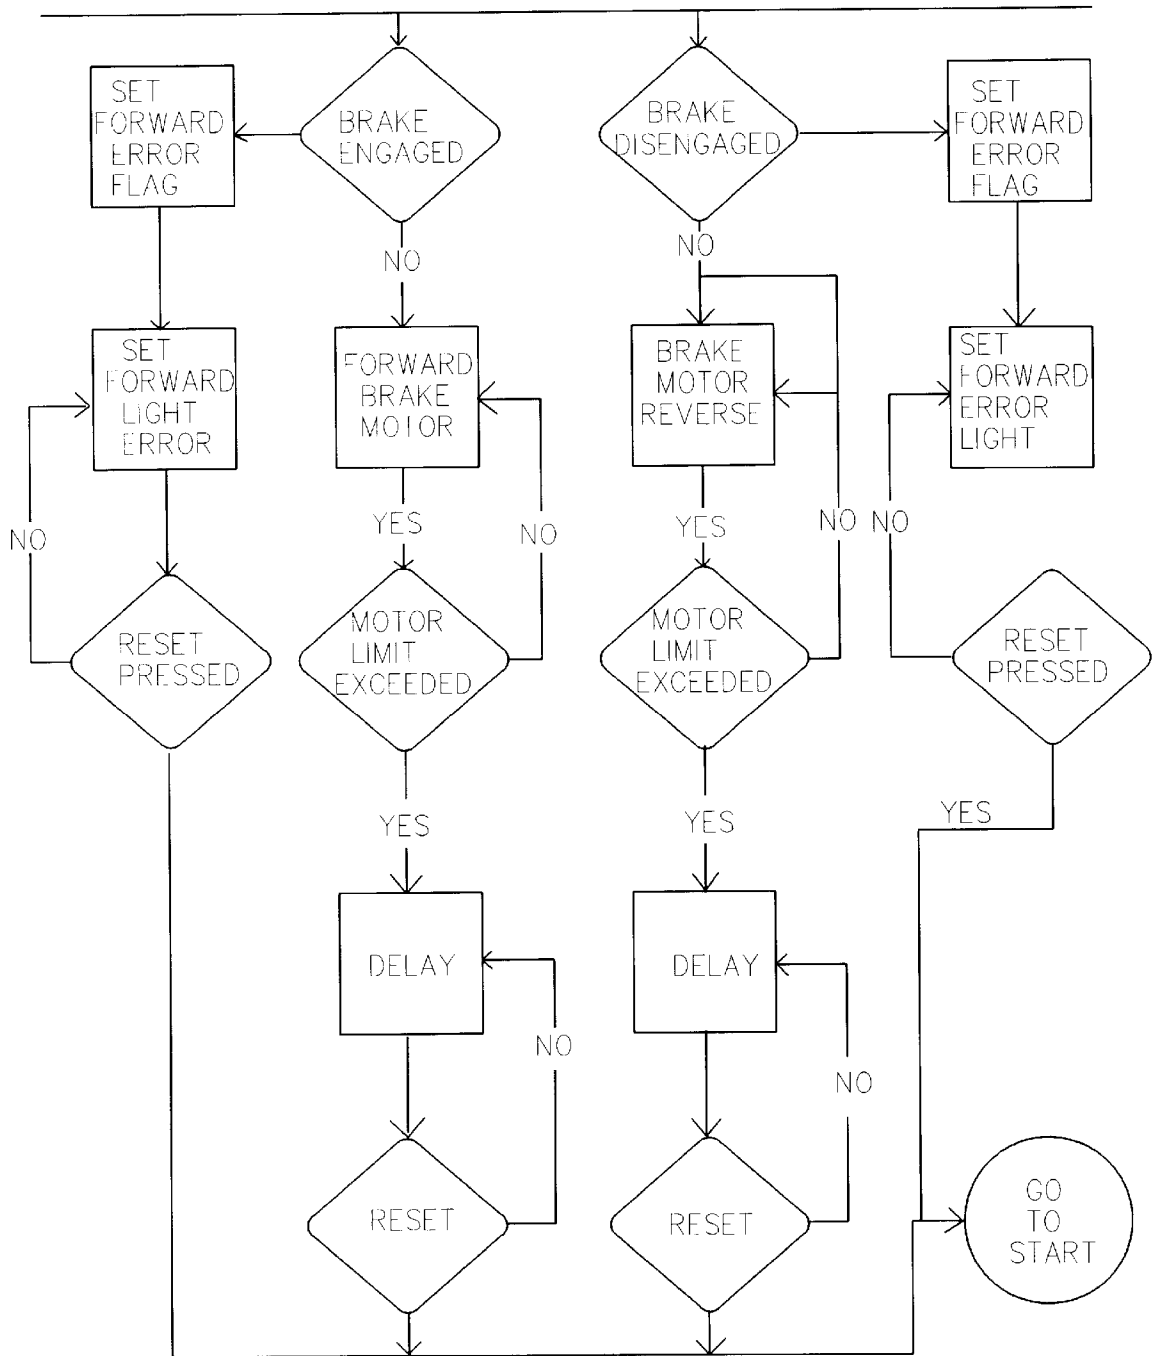 SET
FORWARD
ERROR
FLAG
BRAKE
ENGAGED
BRAKE
DISENGAGED
SET
FORWARD
ERROR
FLAG
NO
NO
SET
FORWARD
LIGHT
ERROR
FORWARD
BRAKE
MOTOR
BRAKE
MOTOR
REVERSE
SET
FORWARD
ERROR
LIGHT
NO
YES
NO
YES
NO
NO
RESET
PRESSED
MOTOR
LIMIT
EXCEEDED
MOTOR
LIMIT
EXCEEDED
RESET
PRESSED
YES
YES
YES
DELAY
DELAY
NO
NO
RESET
RESET
GO
TO
START